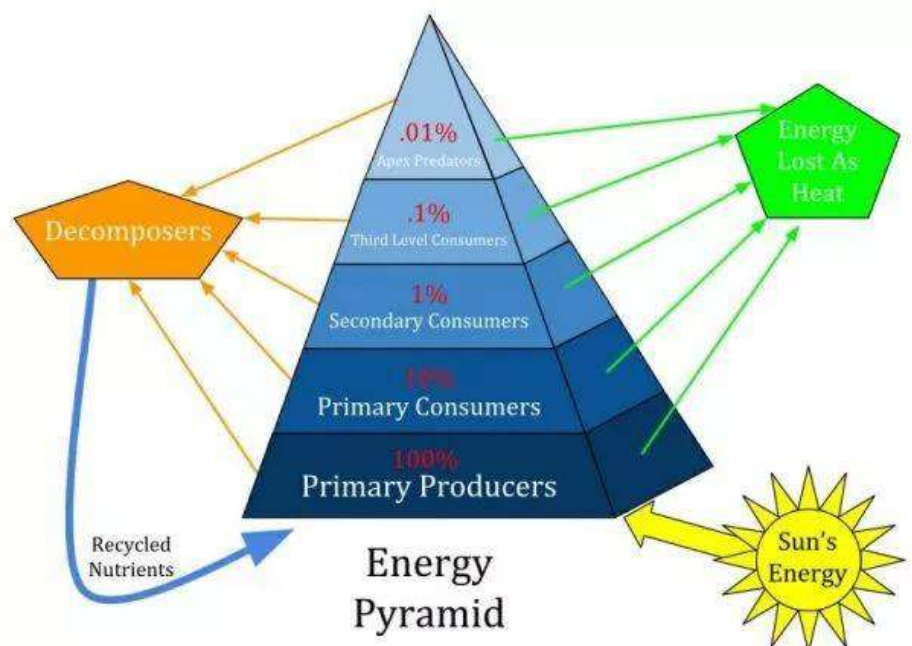 .01%
Apex Predators
.1%
Third Level Consumers
1%
Secondary Consumers
10%
Primary Consumers
100%
Primary Producers
Decomposers
Energy
Lost As
Heat
Recycled
Nutrients
Sun's
Energy
Energy
Pyramid